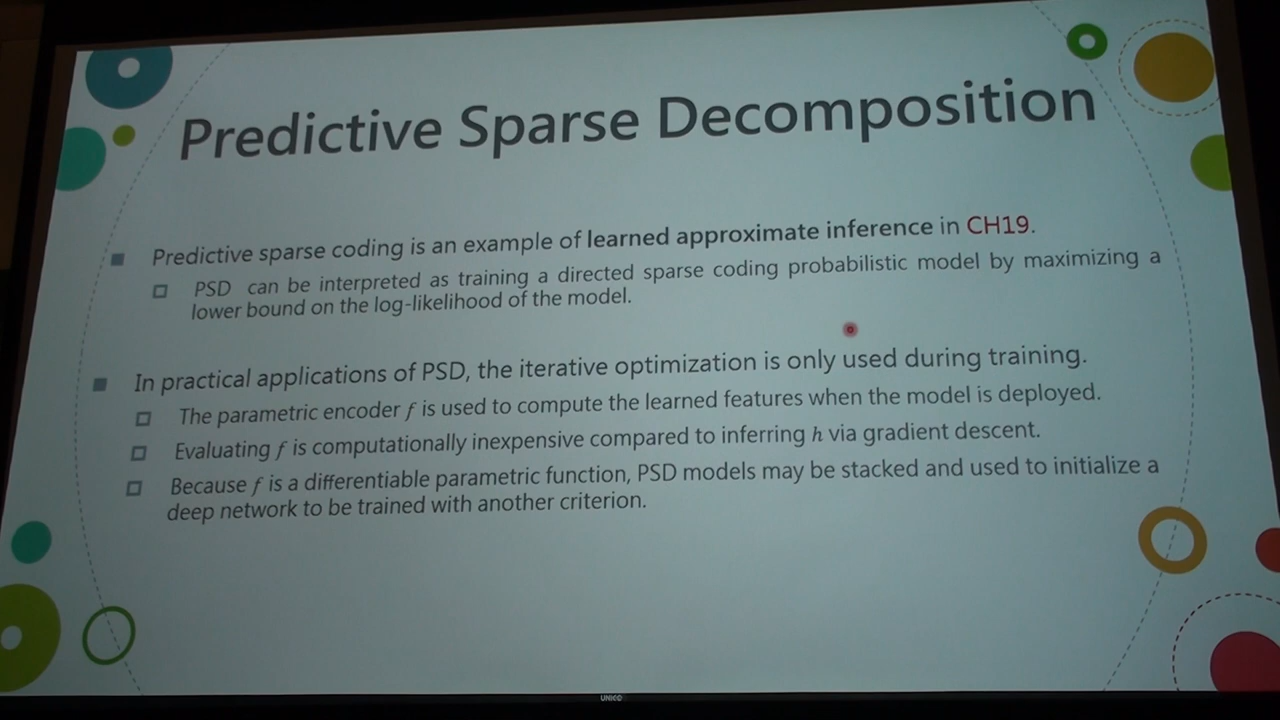 Predictive Sparse Decomposition
Predictive sparse coding is an example of learned approximate inference in CH19.
PSD can be interpreted as training a directed sparse coding probabilistic model by maximizing a
lower bound on the log-likelihood of the model.
In practical applications of PSD, the iterative optimization is only used during training.
The parametric encoder f is used to compute the learned features when the model is deployed.
Evaluating f is computationally inexpensive compared to inferring h via gradient descent.
Because f is a differentiable parametric function, PSD models may be stacked and used to initialize a
deep network to be trained with another criterion.
UNICO